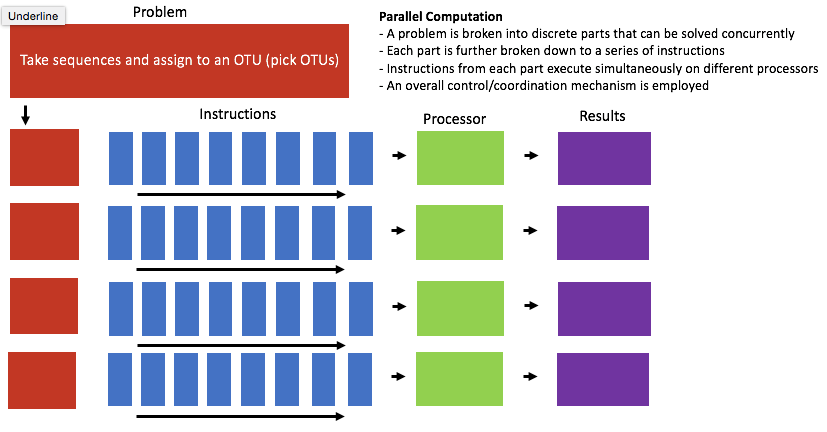 Underline
Problem
Take sequences and assign to an OTU (pick OTUs)
Parallel Computation
- A problem is broken into discrete parts that can be solved concurrently
- Each part is further broken down to a series of instructions
- Instructions from each part execute simultaneously on different processors
- An overall control/coordination mechanism is employed
Instructions
Processor
Results